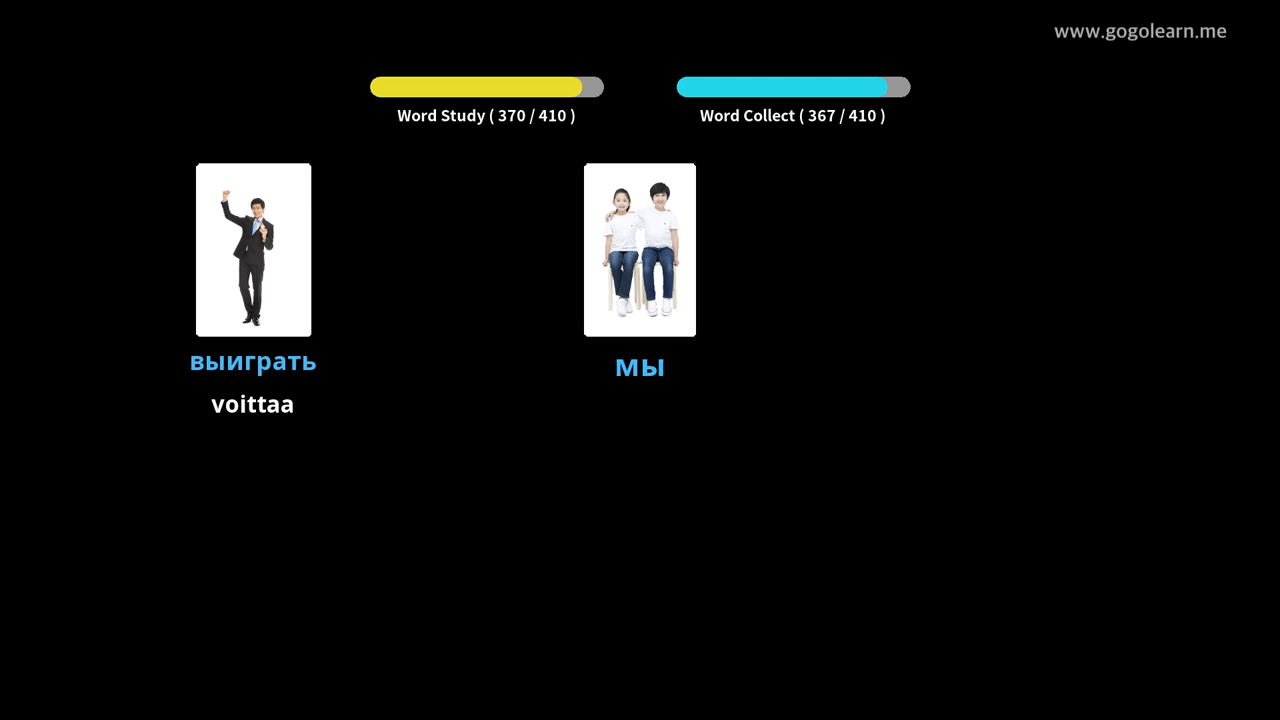 www.gogolearn.me
Word Study ( 370 / 410 )
Word Collect ( 367 / 410 )
выиграть
voittaa
мы